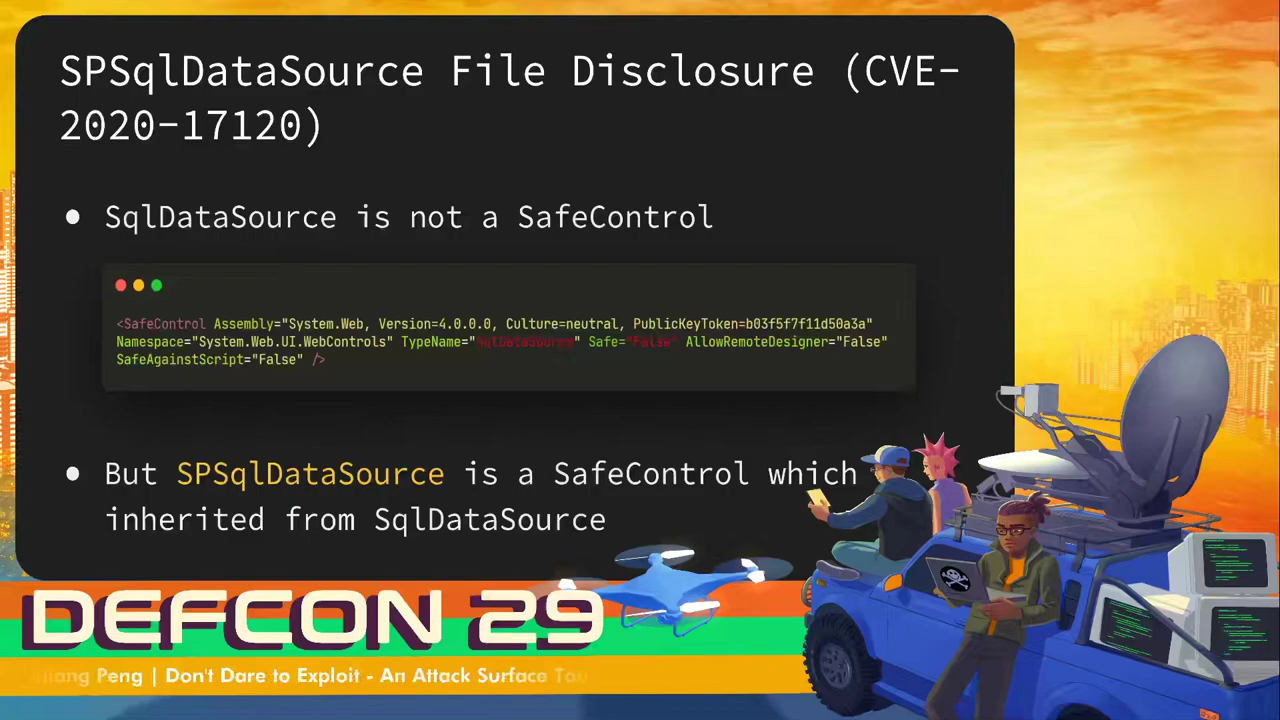 SPSqlDataSource File Disclosure (CVE-
2020-17120)
● SqlDataSource is not a SafeControl
<SafeControl Assembly="System.Web, Version=4.0.0.0, Culture=neutral, PublicKeyToken=b03f5f7f11d50a3a"
Namespace="System.Web.UI.WebControls" TypeName="SqlDataSource" Safe="False" AllowRemoteDesigner="False"
SafeAgainstScript="False" />
● But SPSqlDataSource is a SafeControl which
inherited from SqlDataSource
DEFCON 29
Peng | Don't Dare to Exploit - An Attack Surface